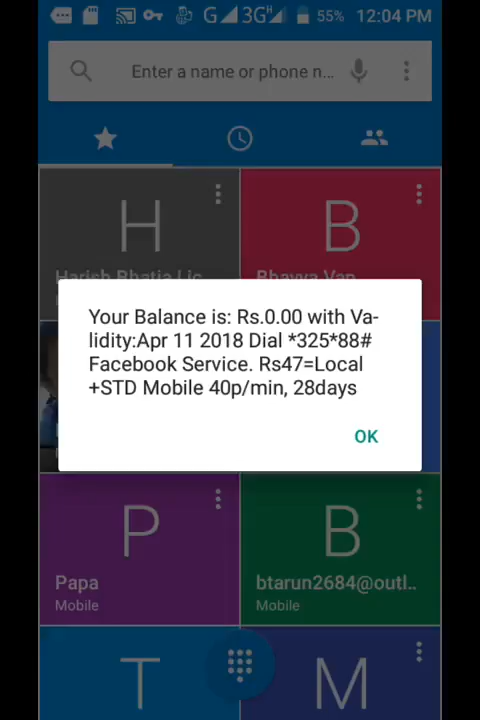 G 3G H 55% 12:04 PM
Enter a name or phone n...
H
B
Harish Bhatia Lic
Bhavya Van
Your Balance is: Rs.0.00 with Va-
lidity:Apr 11 2018 Dial *325*88#
Facebook Service. Rs47=Local
+STD Mobile 40p/min, 28days
OK
P
B
Papa
btarun2684@outl..
Mobile
Mobile
T
M